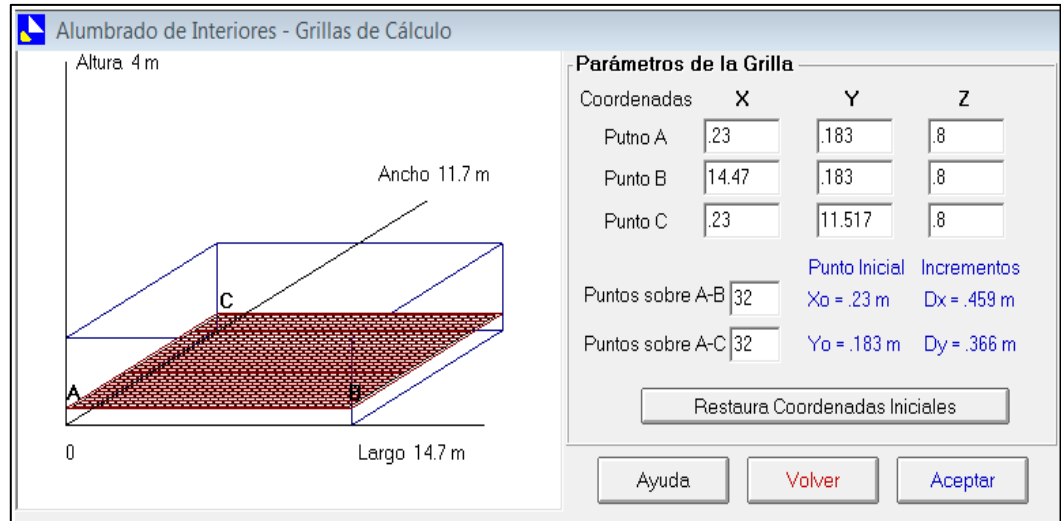 Alumbrado de Interiores - Grillas de Cálculo
Altura 4 m
Ancho 11.7 m
C
A
B
0
Largo 14.7 m
Parámetros de la Grilla
Coordenadas X Y Z
Putno A .23 .183 .8
Punto B 14.47 .183 .8
Punto C .23 11.517 .8
Punto Inicial Incrementos
Puntos sobre A-B 32 Xo = .23 m Dx = .459 m
Puntos sobre A-C 32 Yo = .183 m Dy = .366 m
Restaura Coordenadas Iniciales
Ayuda Volver Aceptar